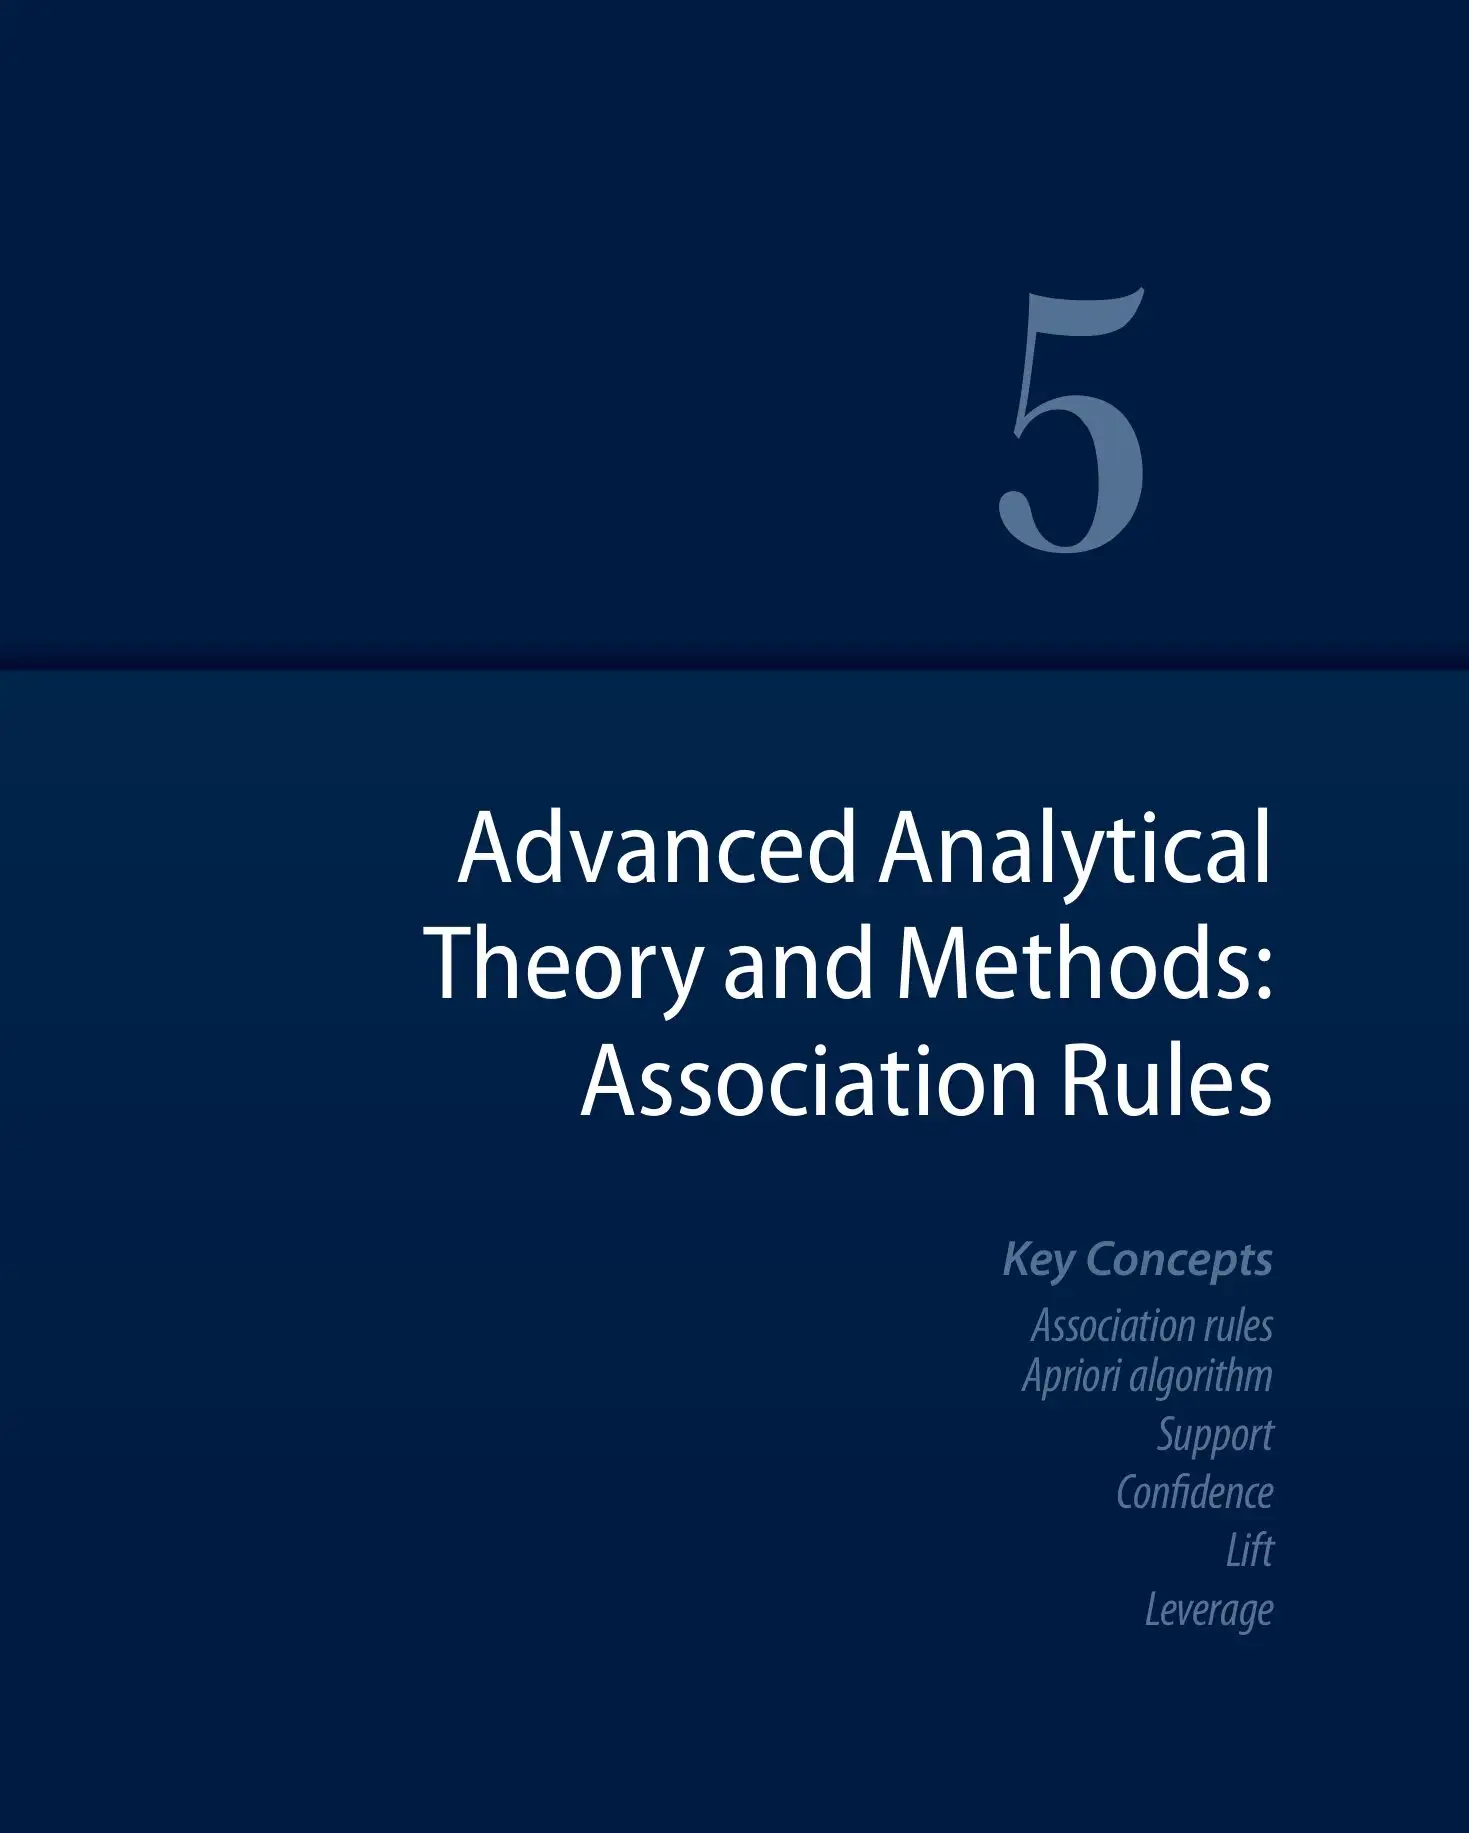 5
Advanced Analytical
Theory and Methods:
Association Rules
Key Concepts
Association rules
Apriori algorithm
Support
Confidence
Lift
Leverage